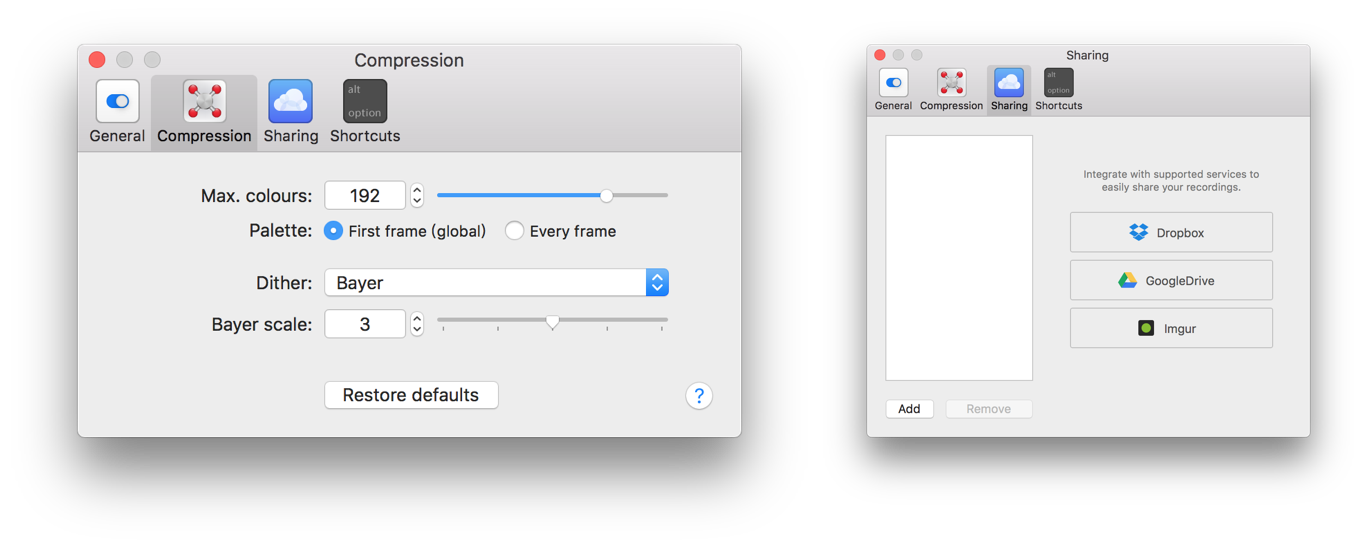 Compression
alt
option
General
Compression
Sharing
Shortcuts
Max. colours:
192
Palette:
First frame (global)
Every frame
Dither:
Bayer
Bayer scale:
3
Restore defaults
?
Sharing
alt
option
General
Compression
Sharing
Shortcuts
Integrate with supported services to
easily share your recordings.
Dropbox
GoogleDrive
Imgur
Add
Remove